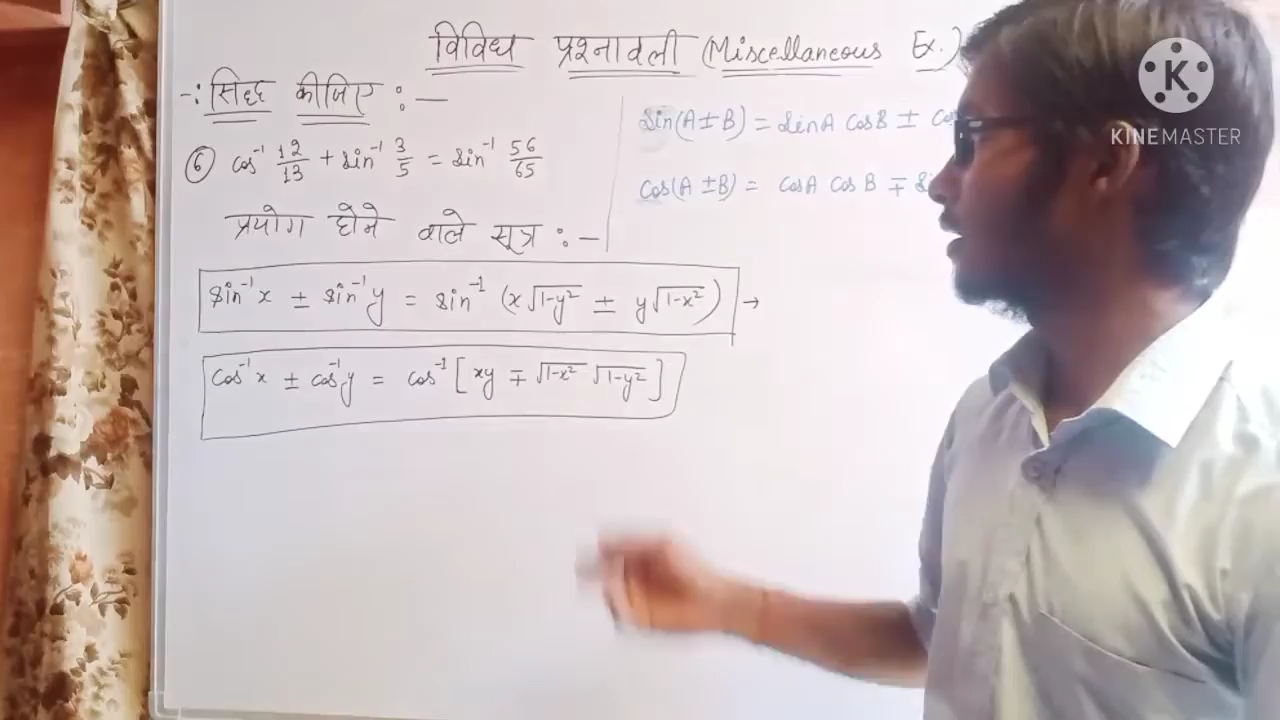 विविध प्रश्नावली (Miscellaneous Ex.)
-: सिद्ध कीजिए :-
⑥ cos⁻¹ 12/13 + sin⁻¹ 3/5 = sin⁻¹ 56/65
प्रयोग होने वाले सूत्र :-
sin⁻¹x ± sin⁻¹y = sin⁻¹ (x√1-y² ± y√1-x²) →
cos⁻¹x ± cos⁻¹y = cos⁻¹ [xy ∓ √1-x² √1-y²]
Sin(A±B) = sinA cosB ±
Cos(A±B) = cosA cosB ∓
KINEMASTER